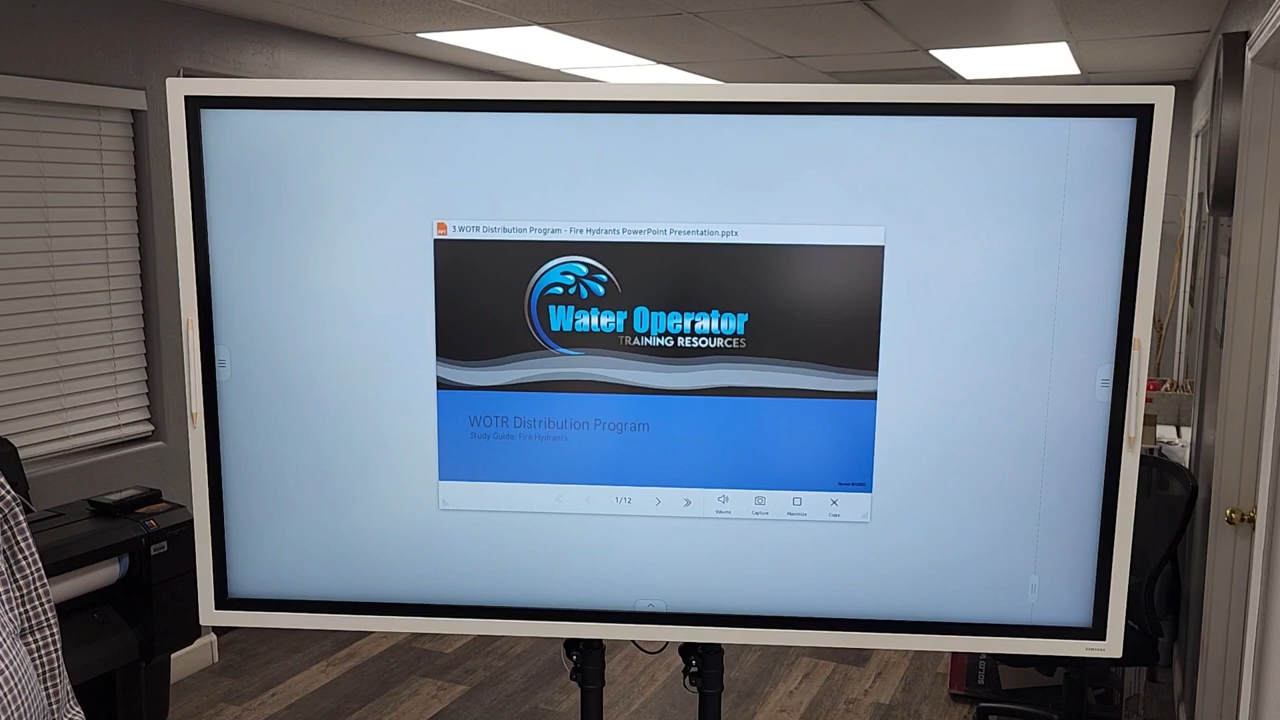 3.WOTR Distribution Program - Fire Hydrants PowerPoint Presentation.pptx
Water Operator
TRAINING RESOURCES
WOTR Distribution Program
Study Guide: Fire Hydrants
1/12
Volume
Capture
Maximize
SAMSUNG